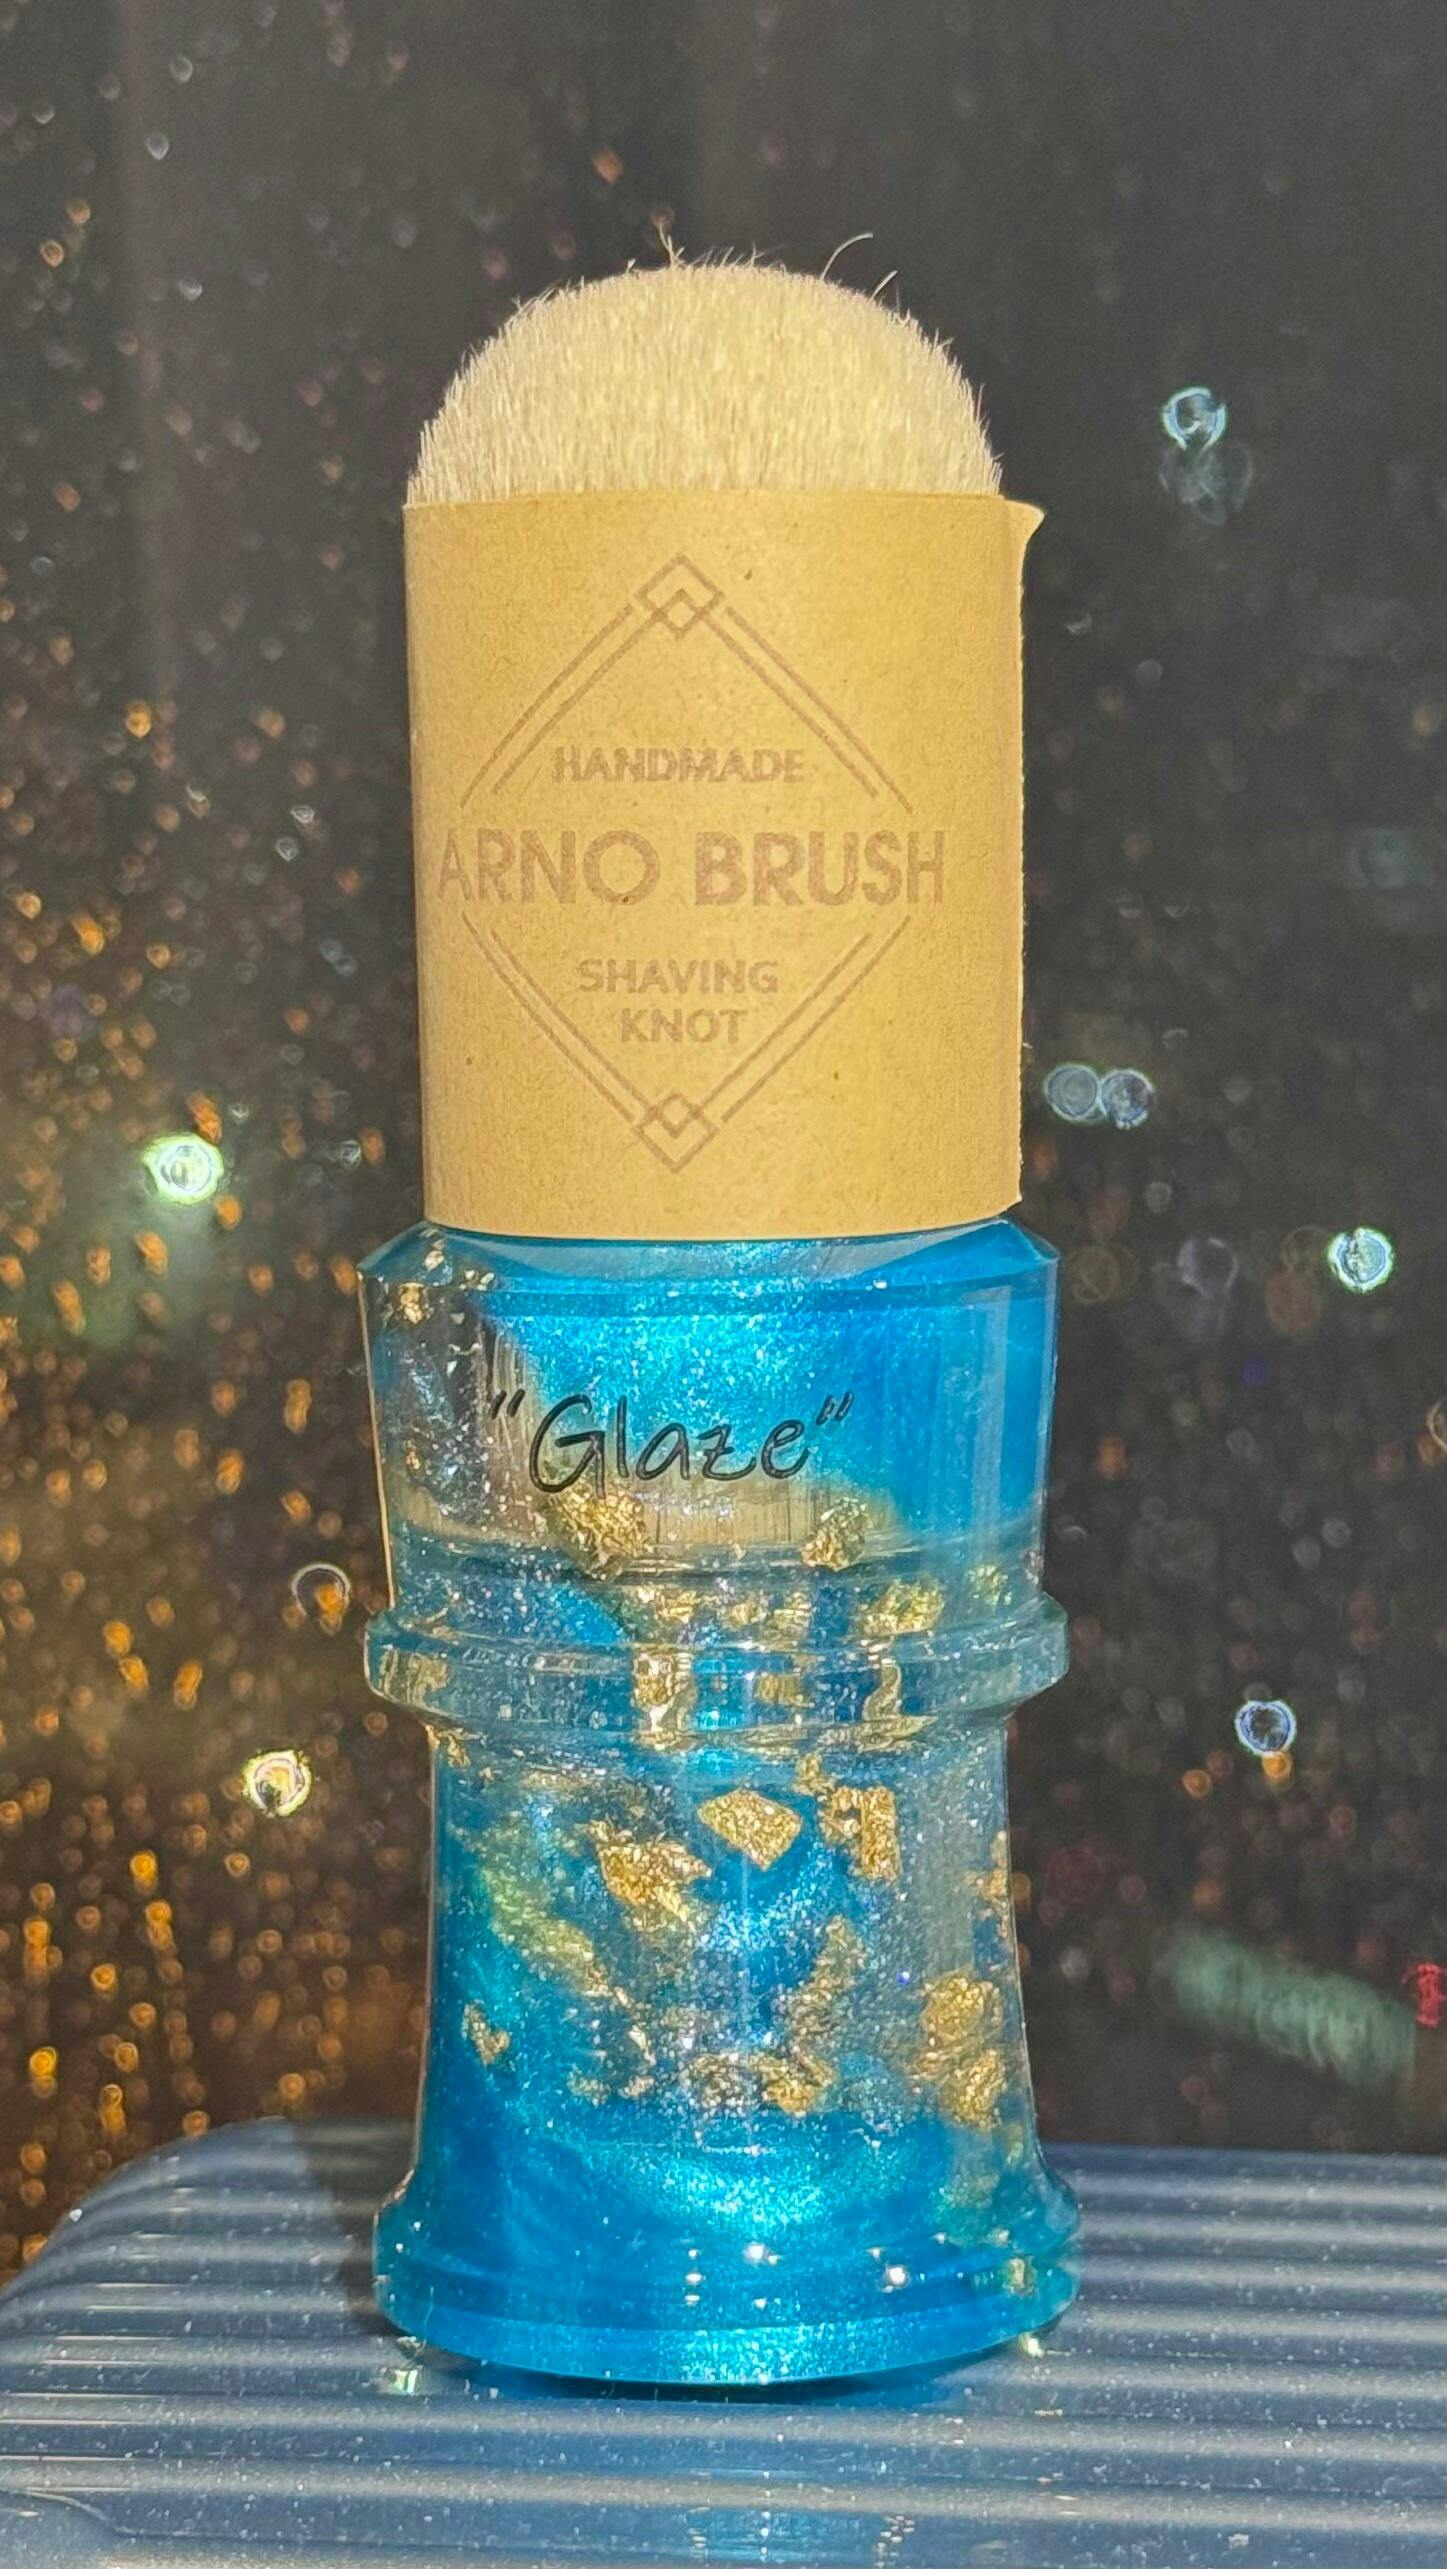 HANDMADE
ARNO BRUSH
SHAVING
KNOT
"Glaze"